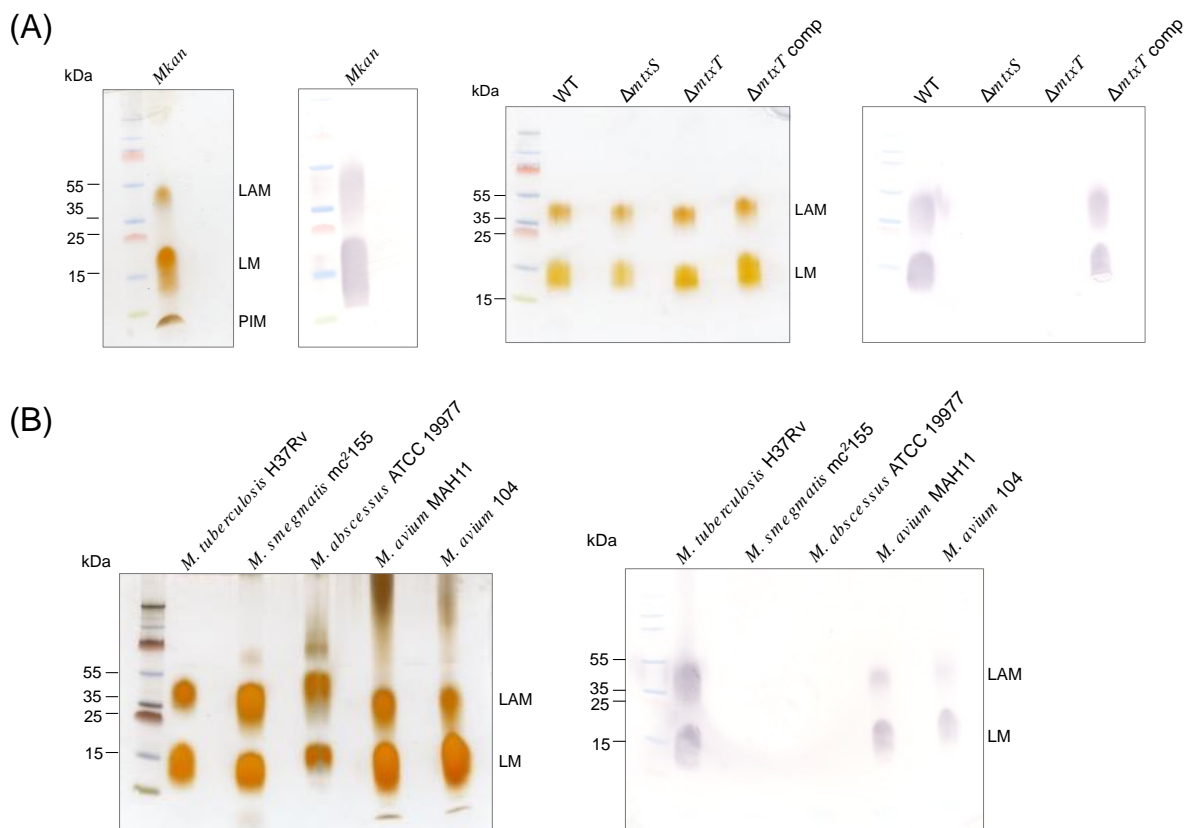 (A)
kDa
Mkan
55
35
25
15
LAM
LM
PIM
Mkan
kDa
WT
ΔmtxS
ΔmtxT
ΔmtxT comp
55
35
25
15
LAM
LM
WT
ΔmtxS
ΔmtxT
ΔmtxT comp
(B)
kDa
M. tuberculosis H37Rv
M. smegmatis mc²155
M. abscessus ATCC 19977
M. avium MAH11
M. avium 104
55
35
25
15
LAM
LM
kDa
M. tuberculosis H37Rv
M. smegmatis mc²155
M. abscessus ATCC 19977
M. avium MAH11
M. avium 104
55
35
25
15
LAM
LM